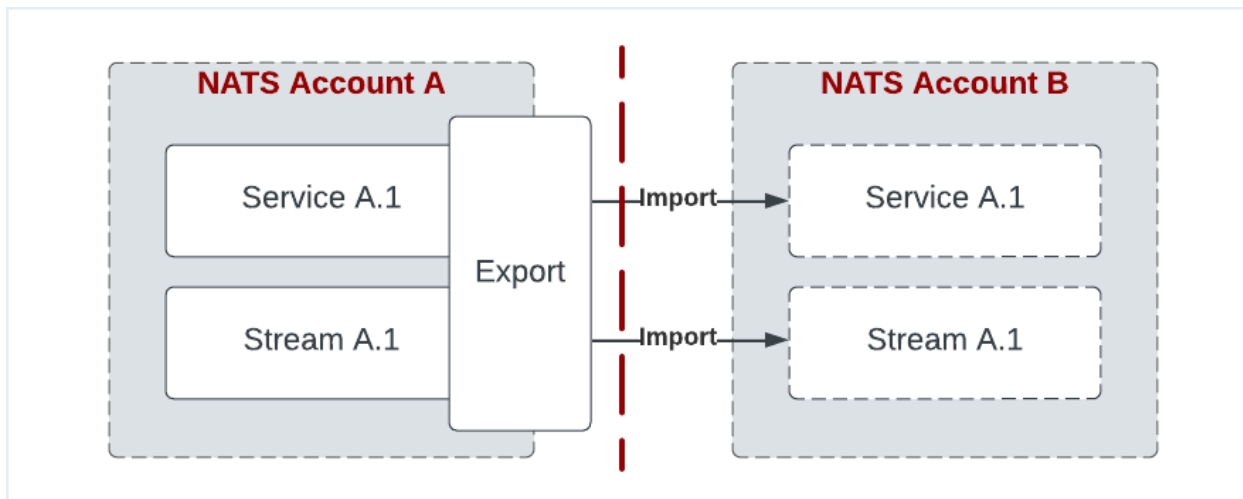 NATS Account A
NATS Account B
Service A.1
Import
Service A.1
Export
Stream A.1
Import
Stream A.1